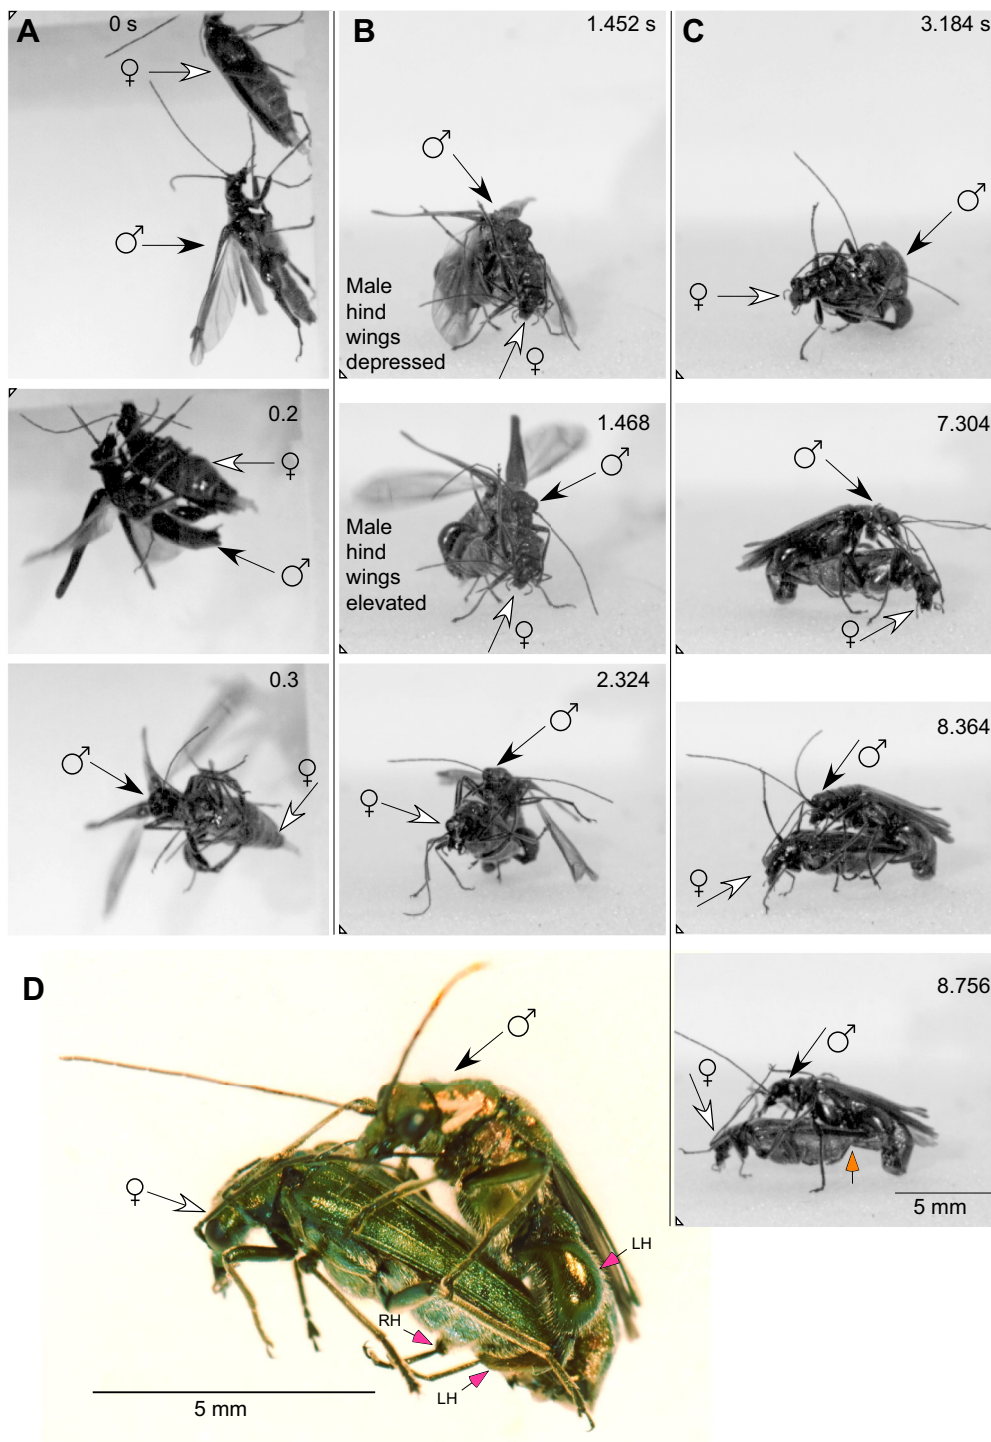 A
0 s
♀
♂
0.2
♀
♂
0.3
♂
♀
B
1.452 s
♂
Male
hind
wings
depressed
♀
1.468
♂
Male
hind
wings
elevated
♀
2.324
♂
♀
C
3.184 s
♂
♀
7.304
♂
♀
8.364
♂
♀
8.756
♂
♀
5 mm
D
♂
♀
LH
RH
LH
5 mm